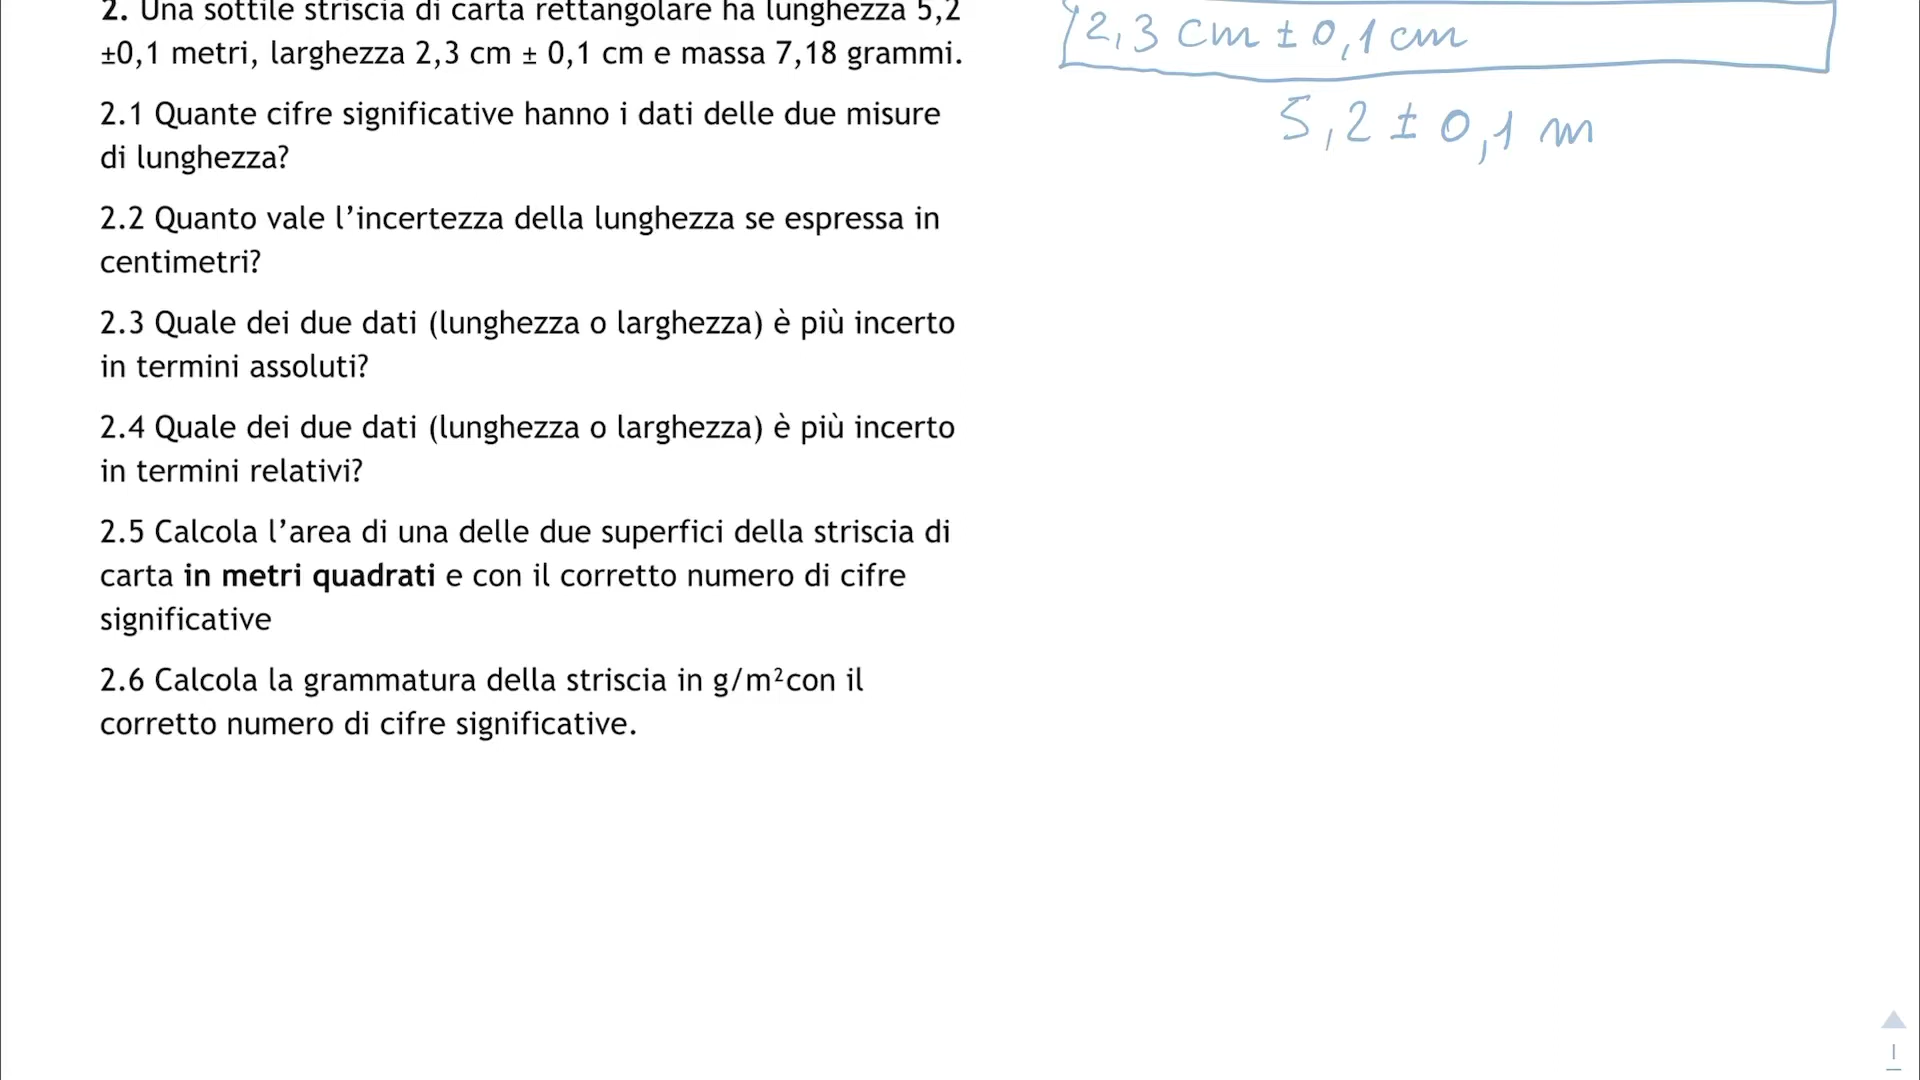 2. Una sottile striscia di carta rettangolare ha lunghezza 5,2
±0,1 metri, larghezza 2,3 cm ± 0,1 cm e massa 7,18 grammi.
2.1 Quante cifre significative hanno i dati delle due misure
di lunghezza?
2.2 Quanto vale l’incertezza della lunghezza se espressa in
centimetri?
2.3 Quale dei due dati (lunghezza o larghezza) è più incerto
in termini assoluti?
2.4 Quale dei due dati (lunghezza o larghezza) è più incerto
in termini relativi?
2.5 Calcola l’area di una delle due superfici della striscia di
carta in metri quadrati e con il corretto numero di cifre
significative
2.6 Calcola la grammatura della striscia in g/m²con il
corretto numero di cifre significative.
2,3 cm ± 0,1 cm
5,2 ± 0,1 m